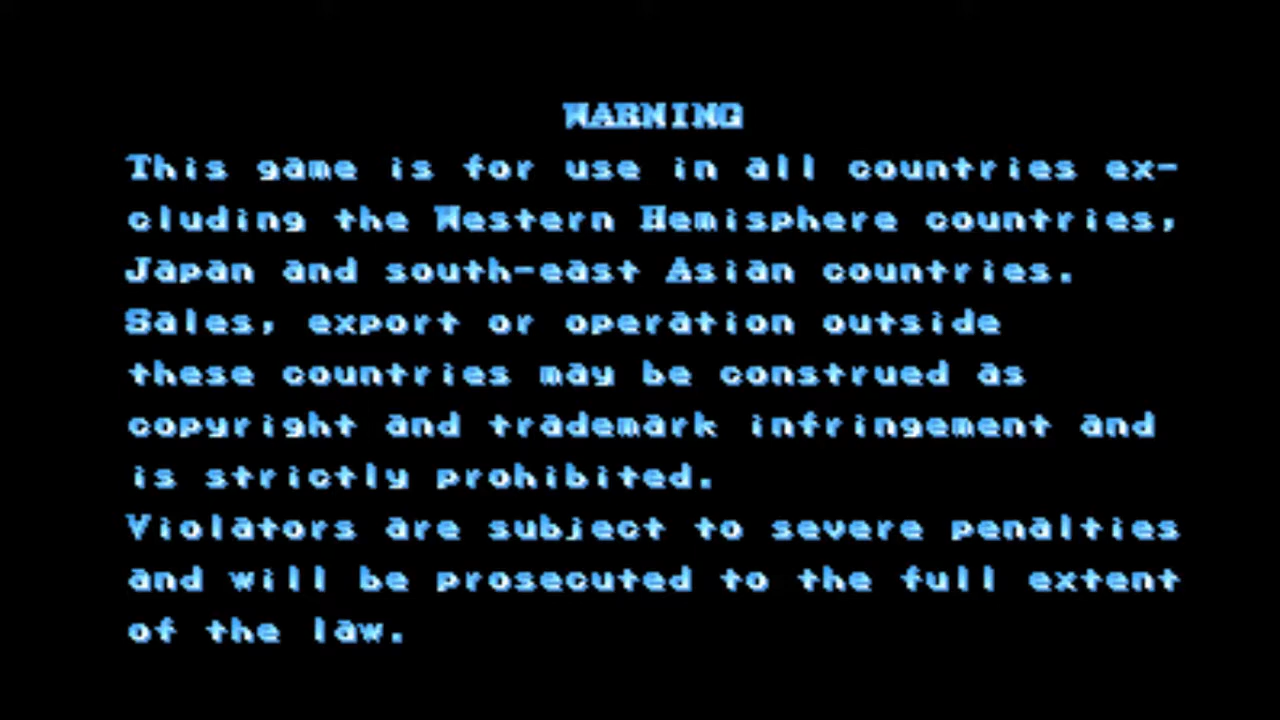 WARNING
This game is for use in all countries ex-
cluding the Western Hemisphere countries,
Japan and south-east Asian countries.
Sales, export or operation outside
these countries may be construed as
copyright and trademark infringement and
is strictly prohibited.
Violators are subject to severe penalties
and will be prosecuted to the full extent
of the law.